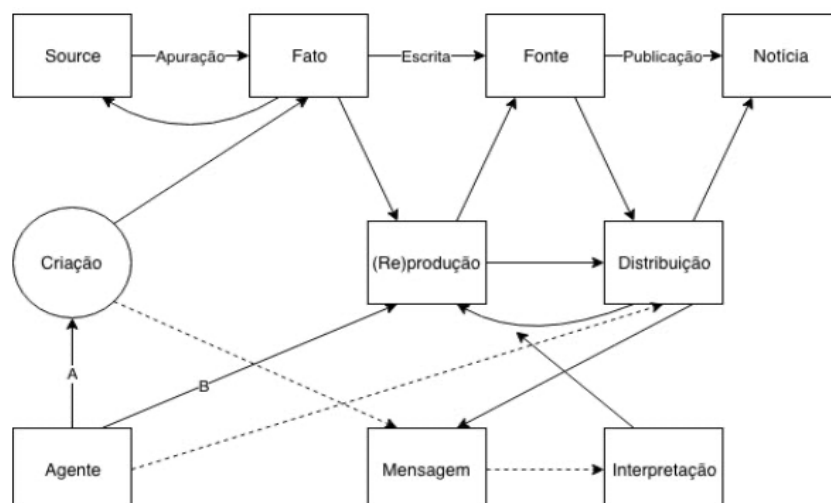 Source
Apuração
Fato
Escrita
Fonte
Publicação
Notícia
Criação
(Re)produção
Distribuição
A
B
Agente
Mensagem
Interpretação